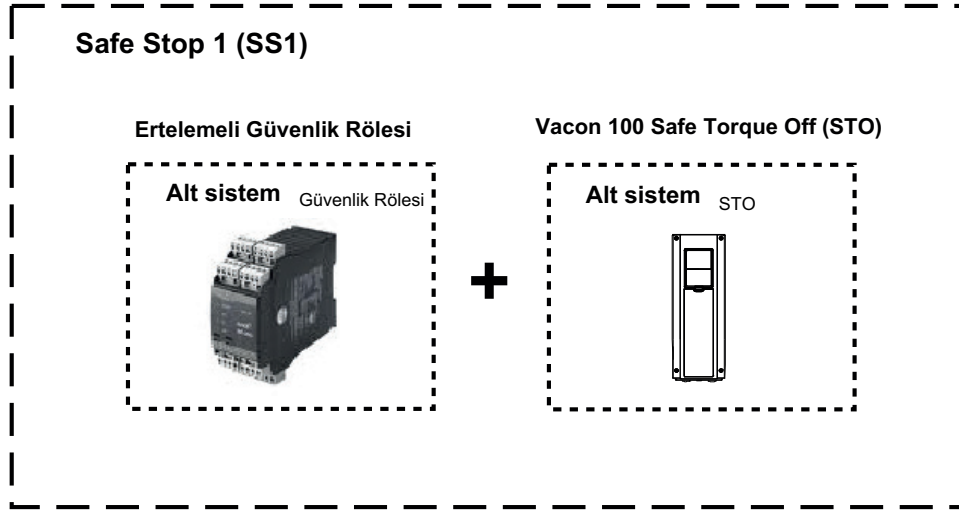 Safe Stop 1 (SS1)
Ertelemeli Güvenlik Rölesi
Vacon 100 Safe Torque Off (STO)
Alt sistem Güvenlik Rölesi
Alt sistem STO
+